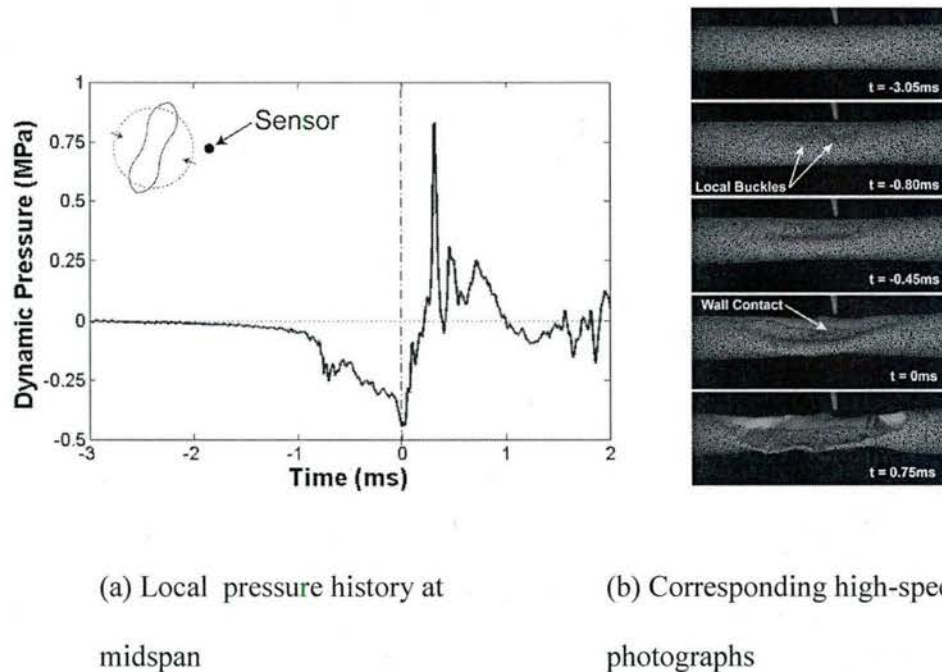 1
0.75
0.5
0.25
0
-0.25
-0.5
-3
-2
-1
0
1
2
Dynamic Pressure (MPa)
Time (ms)
Sensor
t = -3.05ms
Local Buckles
t = -0.80ms
t = -0.45ms
Wall Contact
t = 0ms
t = 0.75ms
(a) Local pressure history at
midspan
(b) Corresponding high-spe
photographs